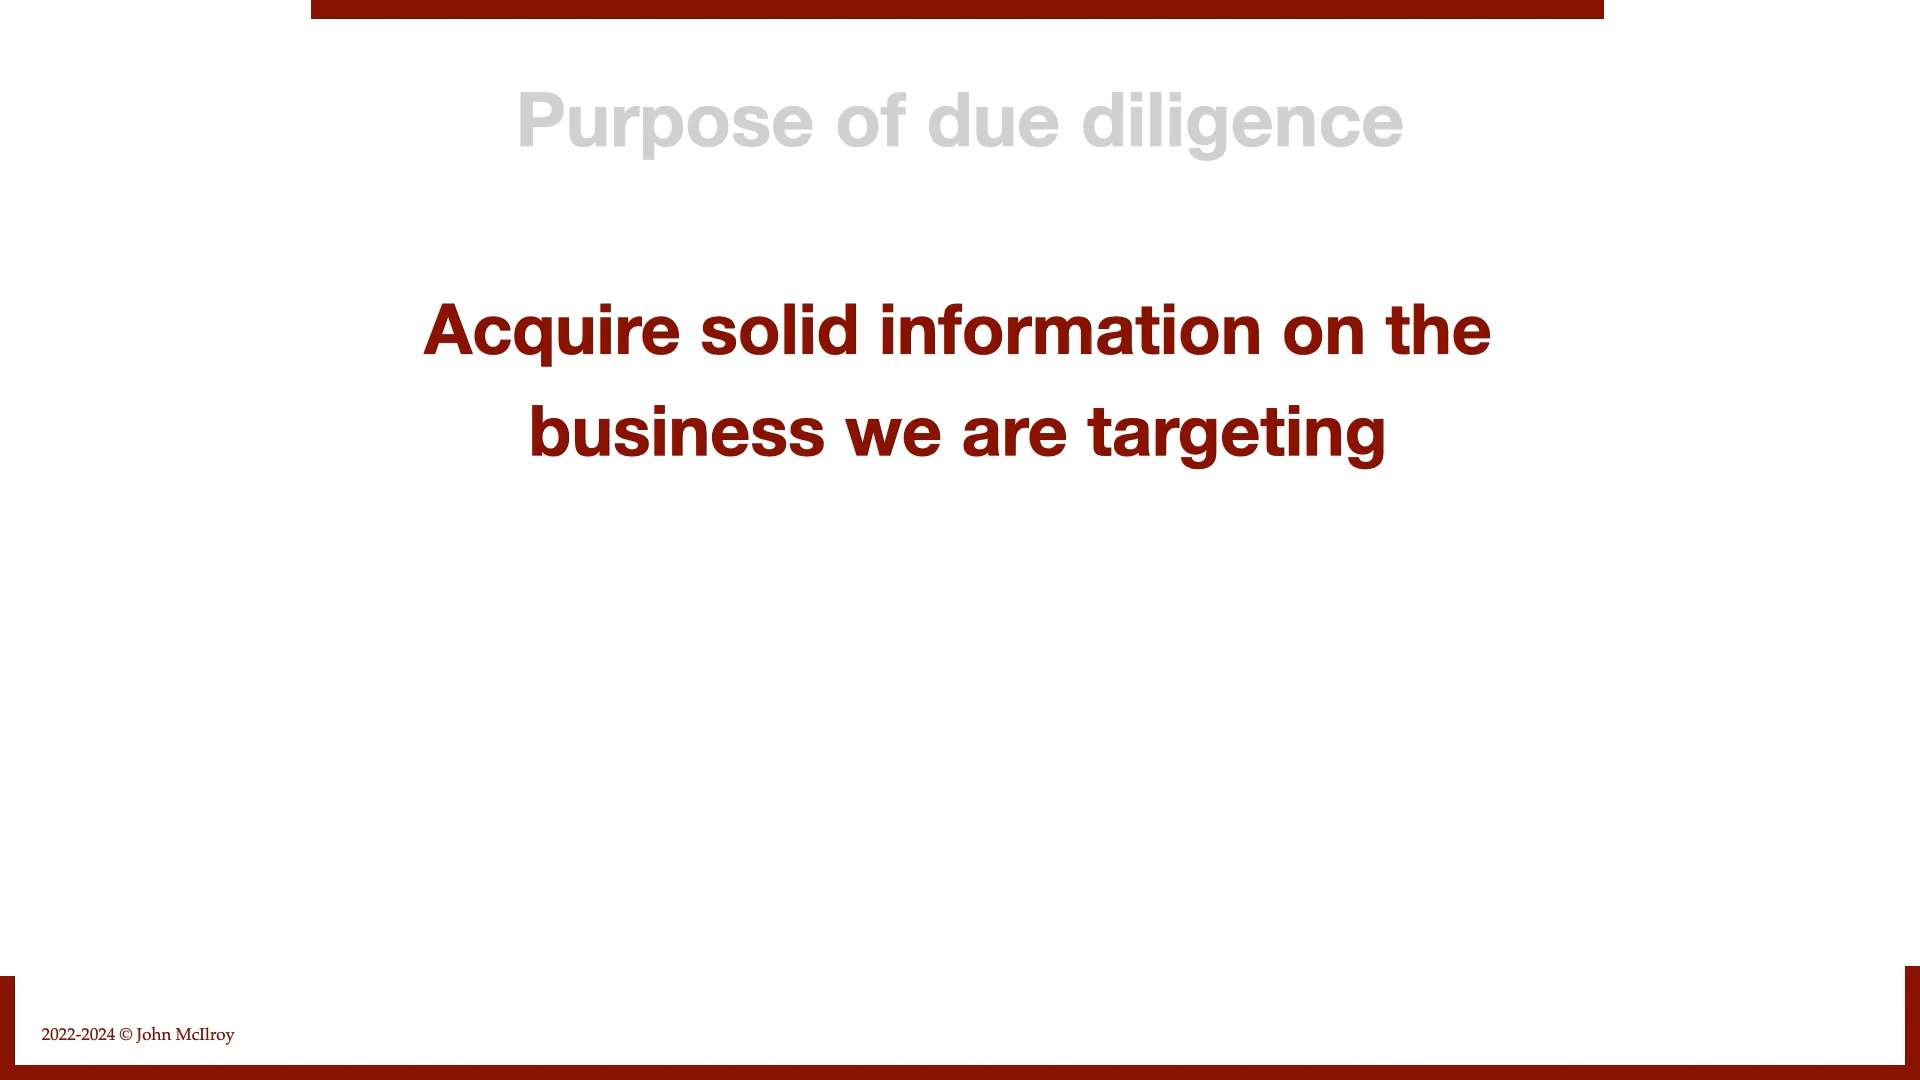 Purpose of due diligence
Acquire solid information on the
business we are targeting
2022-2024 © John McIlroy